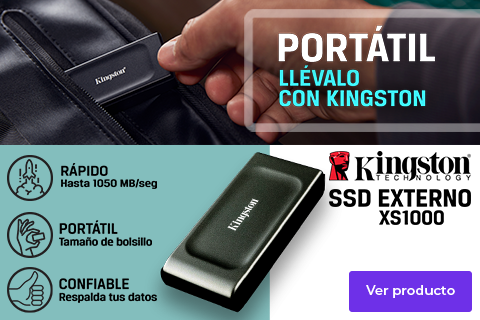 Kingston
PORTÁTIL
LLÉVALO
CON KINGSTON
RÁPIDO
Hasta 1050 MB/seg
PORTÁTIL
Tamaño de bolsillo
CONFIABLE
Respalda tus datos
Kingston
Kingston
TECHNOLOGY
SSD EXTERNO
XS1000
Ver producto